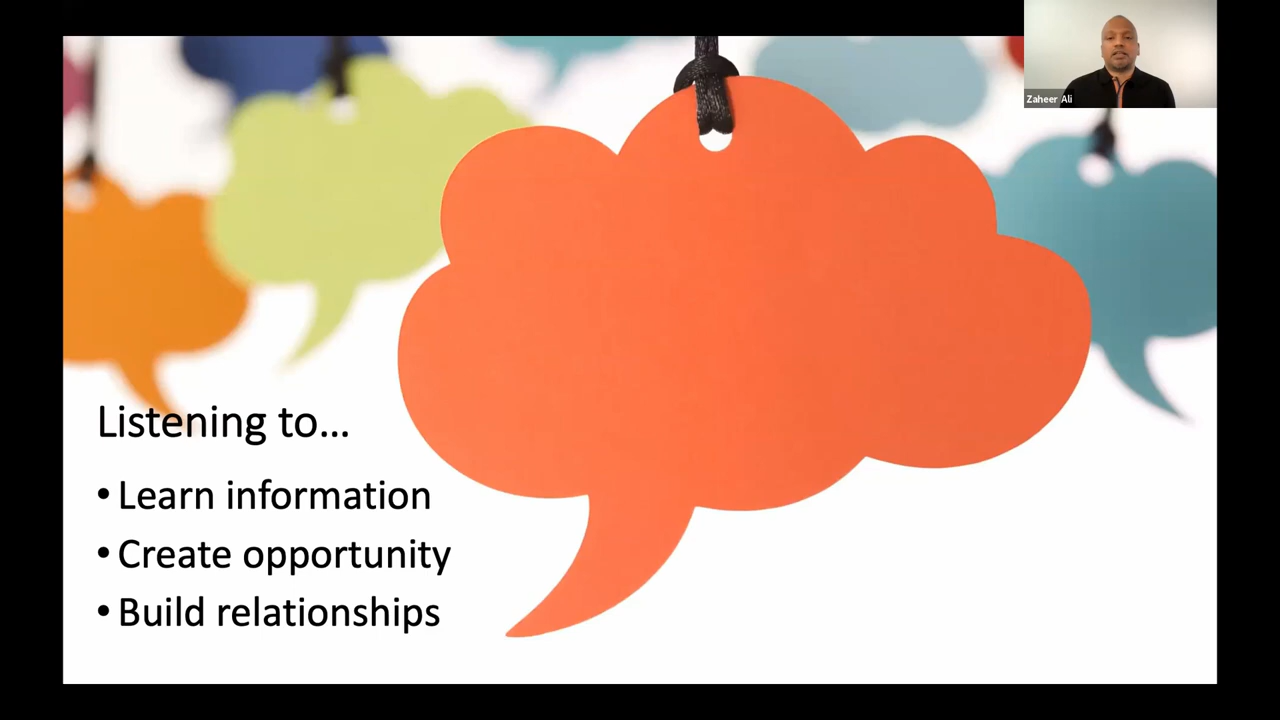 Zaheer Ali
Listening to...
• Learn information
• Create opportunity
• Build relationships